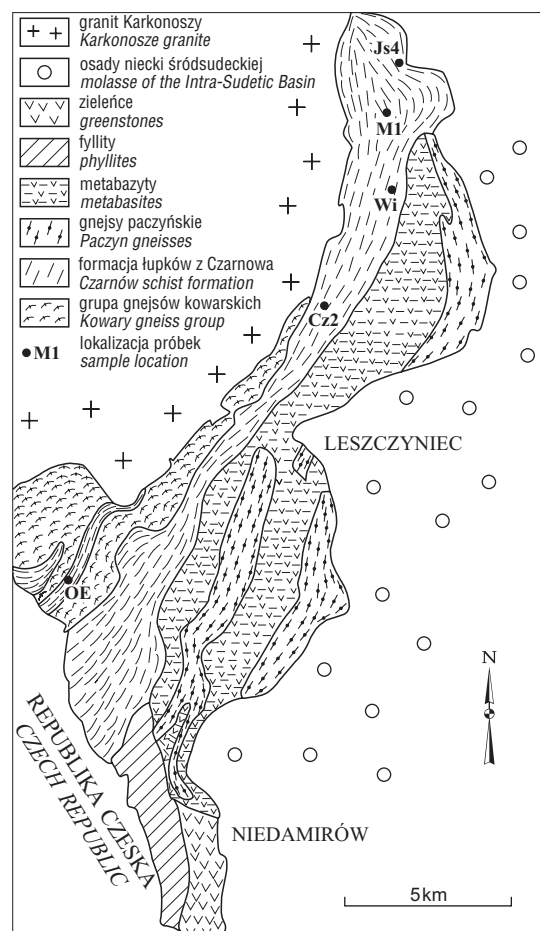 granit Karkonoszy
Karkonosze granite
osady niecki śródsudeckiej
molasse of the Intra-Sudetic Basin
zieleńce
greenstones
fyllity
phyllites
metabazyty
metabasites
gnejsy paczyńskie
Paczyn gneisses
formacja łupków z Czarnowa
Czarnów schist formation
grupa gnejsów kowarskich
Kowary gneiss group
M1 lokalizacja próbek
sample location
Js4
M1
Wi
Cz2
LESZCZYNIEC
OE
N
REPUBLIKA CZESKA
CZECH REPUBLIC
NIEDAMIRÓW
5km